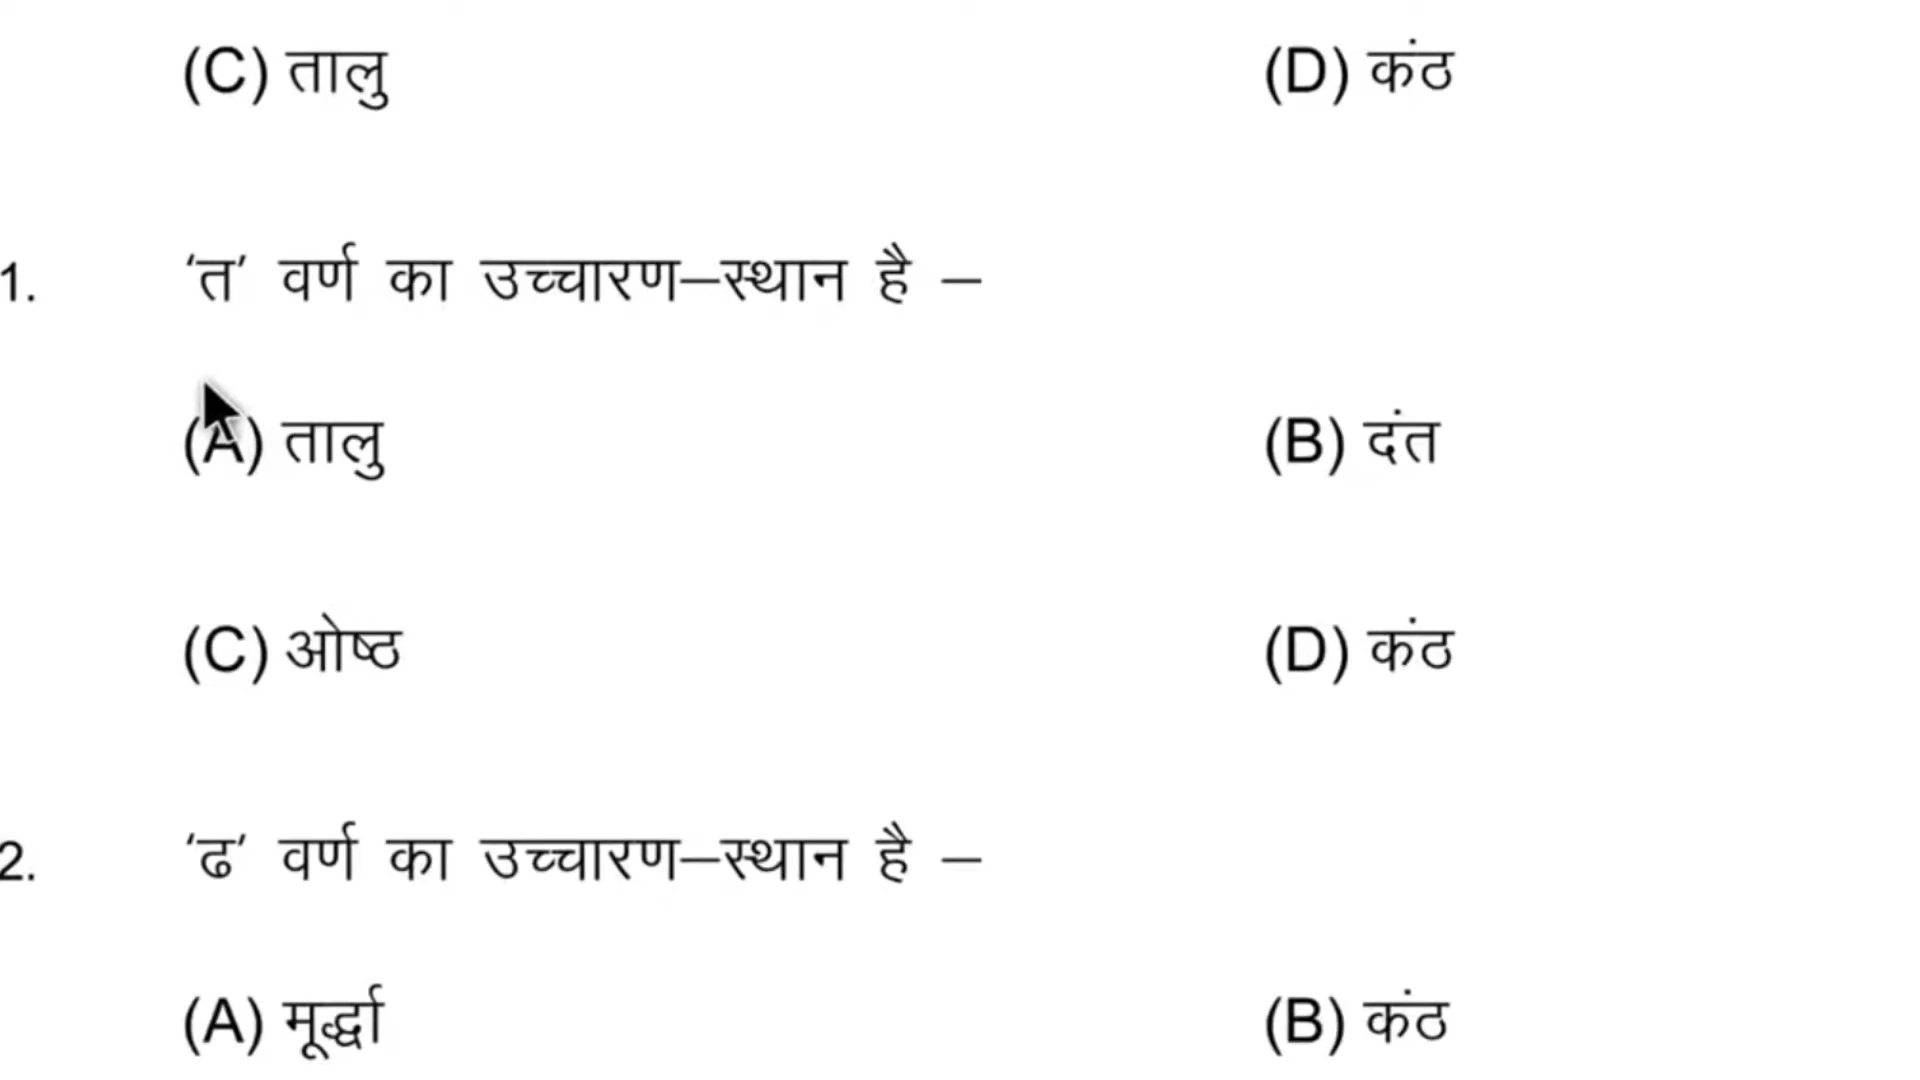 (C) तालु (D) कंठ
1. ‘त’ वर्ण का उच्चारण–स्थान है –
(A) तालु (B) दंत
(C) ओष्ठ (D) कंठ
2. ‘ढ’ वर्ण का उच्चारण–स्थान है –
(A) मूर्द्धा (B) कंठ